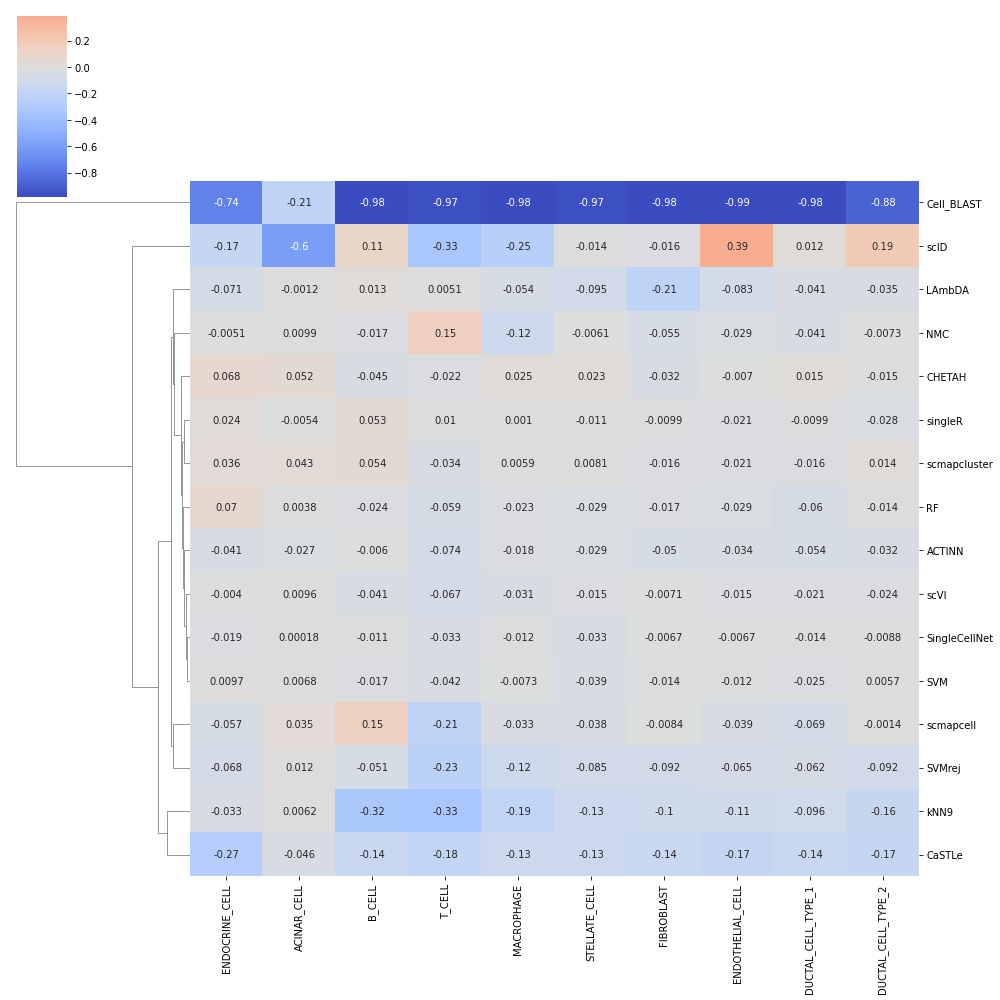 0.2
0.0
−0.2
−0.4
−0.6
−0.8
-0.74 -0.21 -0.98 -0.97 -0.98 -0.97 -0.98 -0.99 -0.98 -0.88 Cell_BLAST
-0.17 -0.6 0.11 -0.33 -0.25 -0.014 -0.016 0.39 0.012 0.19 scID
-0.071 -0.0012 0.013 0.0051 -0.054 -0.095 -0.21 -0.083 -0.041 -0.035 LAmbDA
-0.0051 0.0099 -0.017 0.15 -0.12 -0.0061 -0.055 -0.029 -0.041 -0.0073 NMC
0.068 0.052 -0.045 -0.022 0.025 0.023 -0.032 -0.007 0.015 -0.015 CHETAH
0.024 -0.0054 0.053 0.01 0.001 -0.011 -0.0099 -0.021 -0.0099 -0.028 singleR
0.036 0.043 0.054 -0.034 0.0059 0.0081 -0.016 -0.021 -0.016 0.014 scmapcluster
0.07 0.0038 -0.024 -0.059 -0.023 -0.029 -0.017 -0.029 -0.06 -0.014 RF
-0.041 -0.027 -0.006 -0.074 -0.018 -0.029 -0.05 -0.034 -0.054 -0.032 ACTINN
-0.004 0.0096 -0.041 -0.067 -0.031 -0.015 -0.0071 -0.015 -0.021 -0.024 scVI
-0.019 0.00018 -0.011 -0.033 -0.012 -0.033 -0.0067 -0.0067 -0.014 -0.0088 SingleCellNet
0.0097 0.0068 -0.017 -0.042 -0.0073 -0.039 -0.014 -0.012 -0.025 0.0057 SVM
-0.057 0.035 0.15 -0.21 -0.033 -0.038 -0.0084 -0.039 -0.069 -0.0014 scmapcell
-0.068 0.012 -0.051 -0.23 -0.12 -0.085 -0.092 -0.065 -0.062 -0.092 SVMrej
-0.033 0.0062 -0.32 -0.33 -0.19 -0.13 -0.1 -0.11 -0.096 -0.16 kNN9
-0.27 -0.046 -0.14 -0.18 -0.13 -0.13 -0.14 -0.17 -0.14 -0.17 CaSTLe
ENDOCRINE_CELL
ACINAR_CELL
B_CELL
T_CELL
MACROPHAGE
STELLATE_CELL
FIBROBLAST
ENDOTHELIAL_CELL
DUCTAL_CELL_TYPE_1
DUCTAL_CELL_TYPE_2